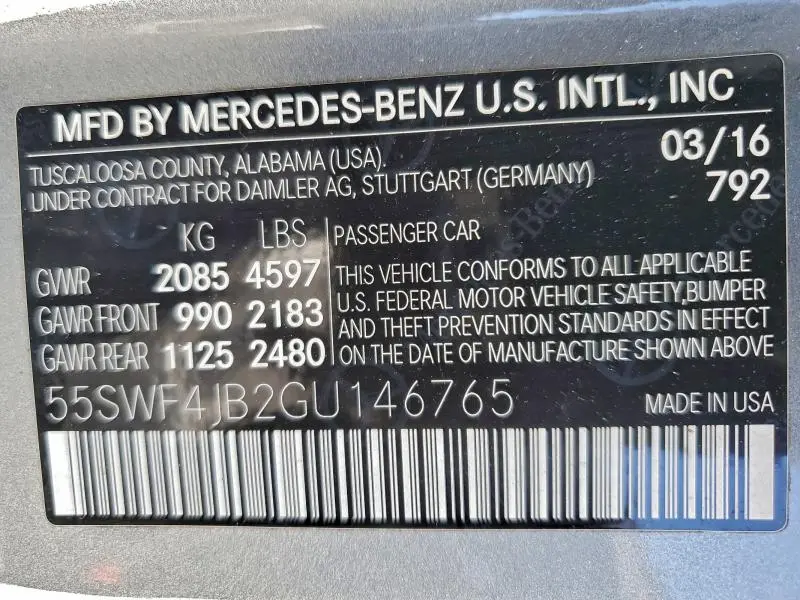 MFD BY MERCEDES-BENZ U.S. INTL., INC
TUSCALOOSA COUNTY, ALABAMA (USA).
UNDER CONTRACT FOR DAIMLER AG, STUTTGART (GERMANY)
03/16
792
KG LBS
GVWR 2085 4597
GAWR FRONT 990 2183
GAWR REAR 1125 2480
PASSENGER CAR
THIS VEHICLE CONFORMS TO ALL APPLICABLE
U.S. FEDERAL MOTOR VEHICLE SAFETY,BUMPER
AND THEFT PREVENTION STANDARDS IN EFFECT
ON THE DATE OF MANUFACTURE SHOWN ABOVE
55SWF4JB2GU146765
MADE IN USA